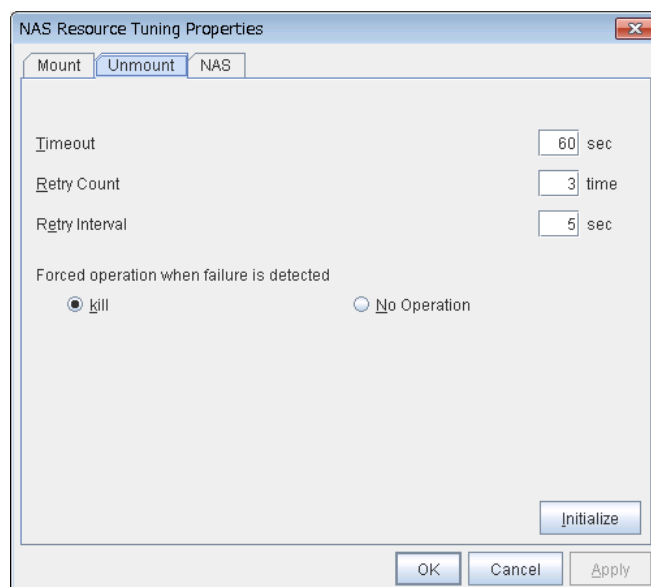 NAS Resource Tuning Properties
Mount Unmount NAS
Timeout 60 sec
Retry Count 3 time
Retry Interval 5 sec
Forced operation when failure is detected
kill No Operation
Initialize
OK Cancel Apply